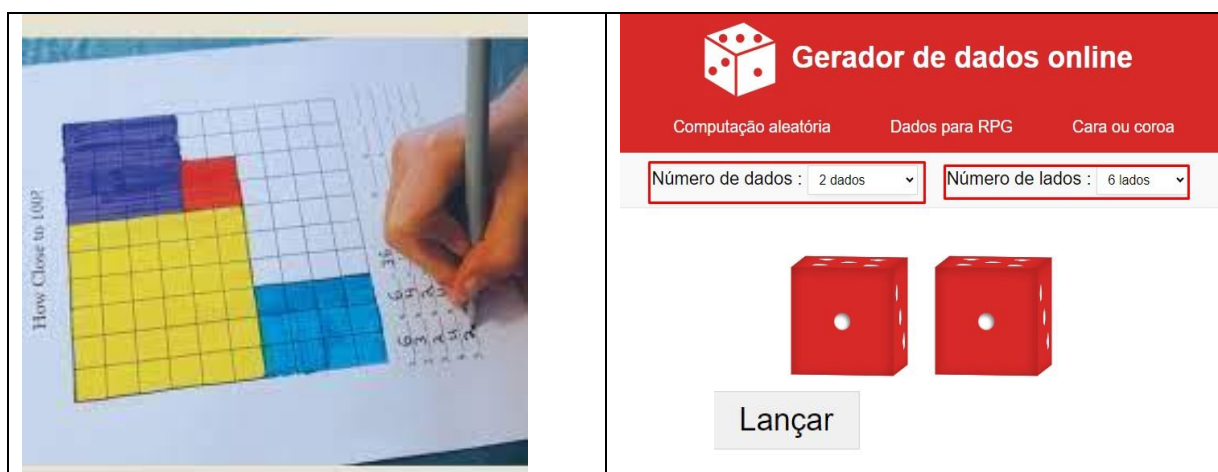 How Close to 100?
Gerador de dados online
Computação aleatória Dados para RPG Cara ou coroa
Número de dados : 2 dados Número de lados : 6 lados
Lançar